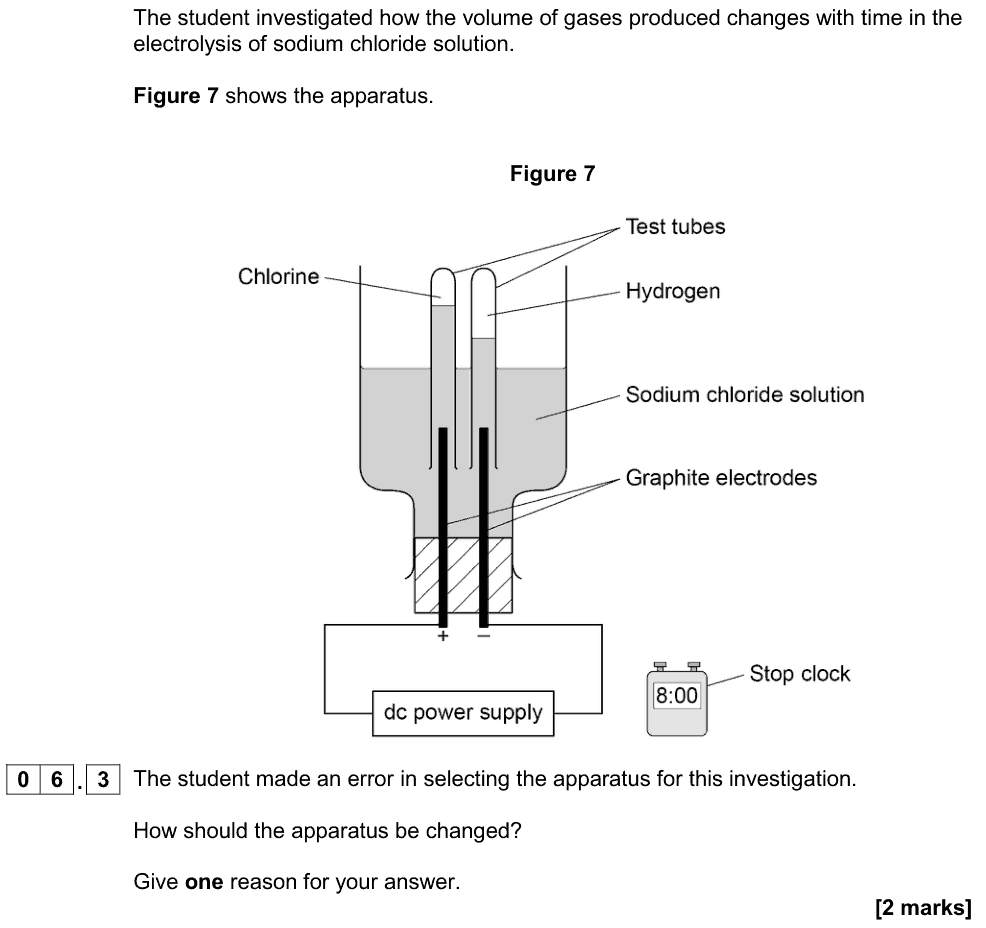 The student investigated how the volume of gases produced changes with time in the
electrolysis of sodium chloride solution.
Figure 7 shows the apparatus.
Figure 7
Test tubes
Chlorine
Hydrogen
Sodium chloride solution
Graphite electrodes
+ –
Stop clock
8:00
dc power supply
0 6 . 3 The student made an error in selecting the apparatus for this investigation.
How should the apparatus be changed?
Give one reason for your answer.
[2 marks]